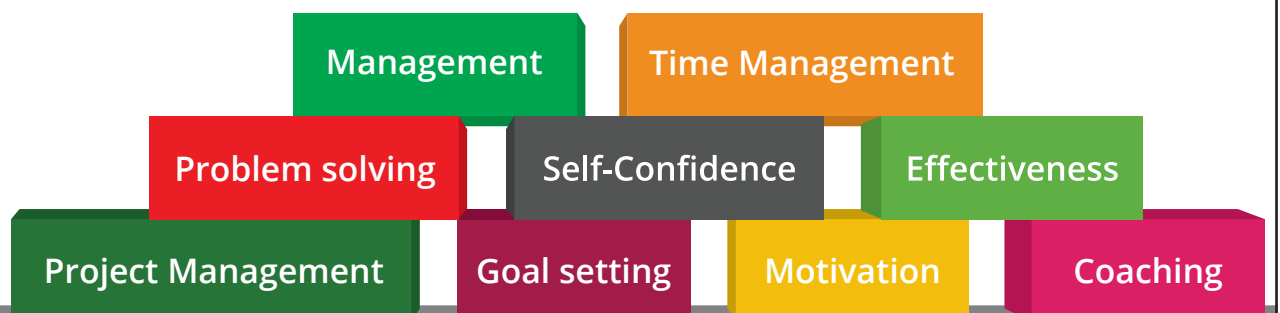 Management
Time Management
Problem solving
Self-Confidence
Effectiveness
Project Management
Goal setting
Motivation
Coaching